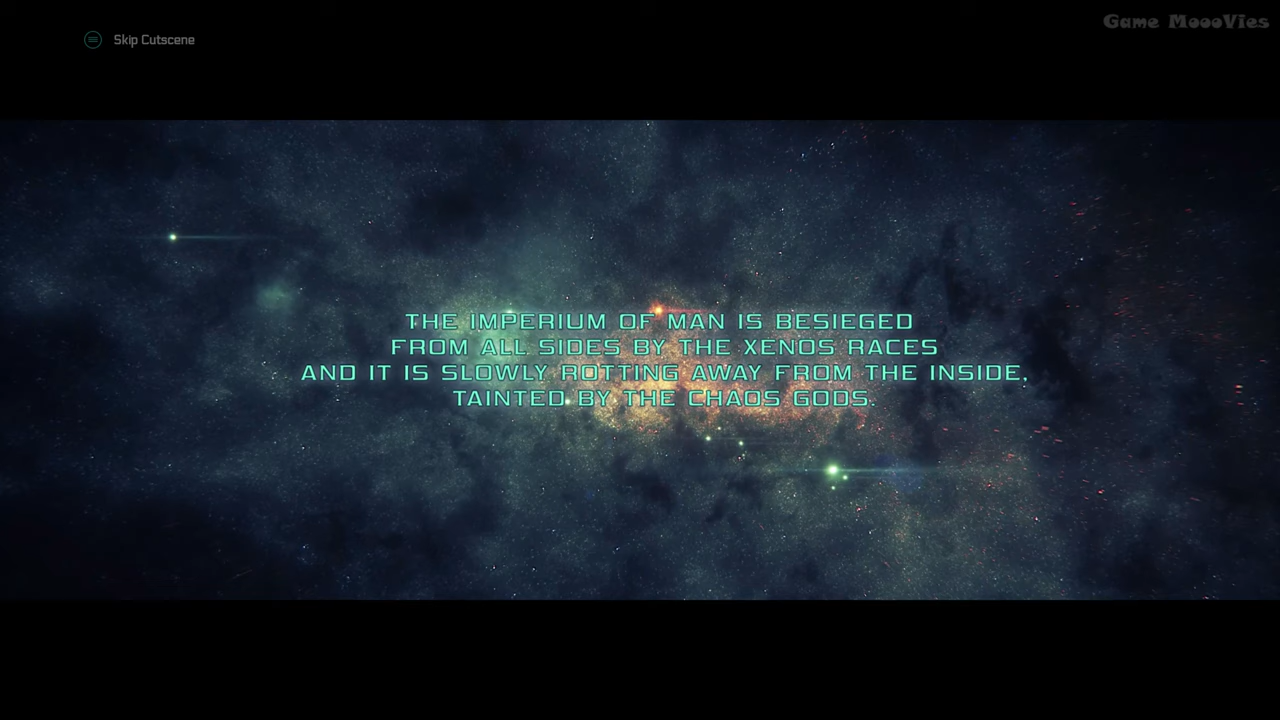 Skip Cutscene
Game MoooVies
THE IMPERIUM OF MAN IS BESIEGED
FROM ALL SIDES BY THE XENOS RACES
AND IT IS SLOWLY ROTTING AWAY FROM THE INSIDE,
TAINTED BY THE CHAOS GODS.